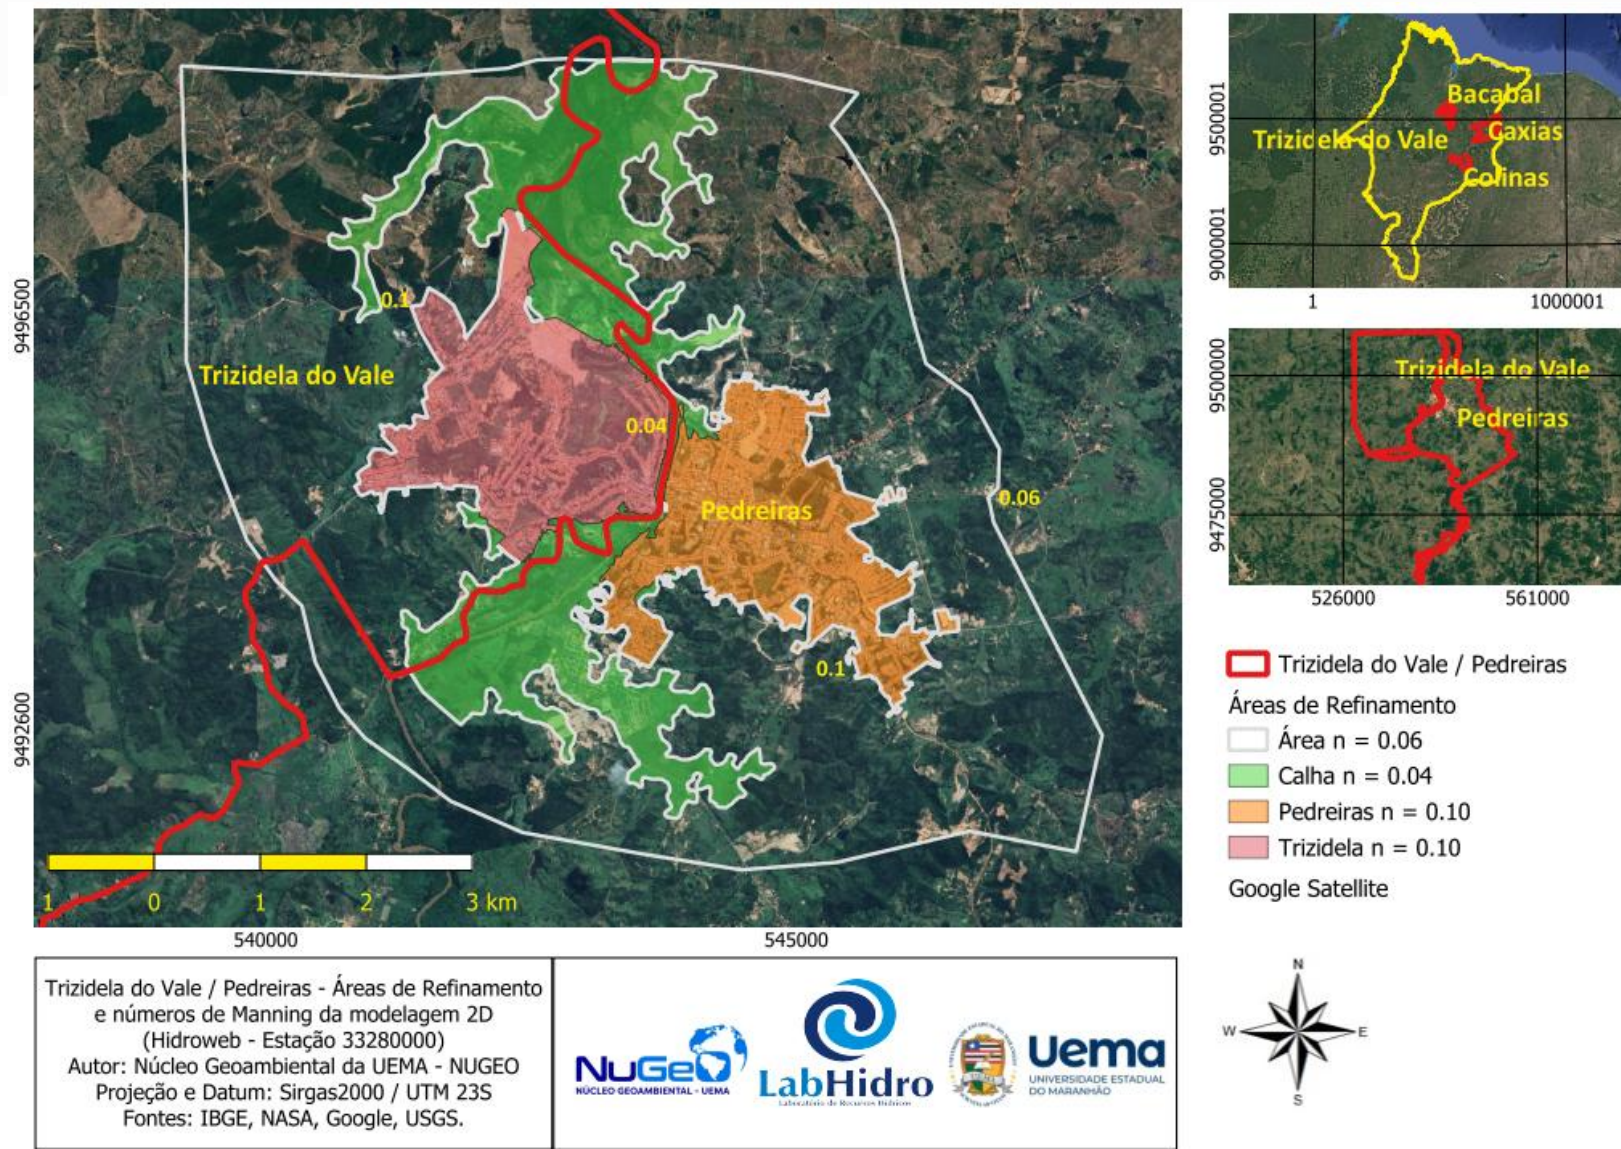 9496500
9492600
0.1
Trizidela do Vale
0.04
Pedreiras
0.06
0.1
1 0 1 2 3 km
540000 545000
9500001
9000001
Bacabal
Trizidela do Vale
Caxias
Colinas
1 1000001
9500000
9475000
Trizidela do Vale
Pedreiras
526000 561000
Trizidela do Vale / Pedreiras
Áreas de Refinamento
Área n = 0.06
Calha n = 0.04
Pedreiras n = 0.10
Trizidela n = 0.10
Google Satellite
Trizidela do Vale / Pedreiras - Áreas de Refinamento
e números de Manning da modelagem 2D
(Hidroweb - Estação 33280000)
Autor: Núcleo Geoambiental da UEMA - NUGEO
Projeção e Datum: Sirgas2000 / UTM 23S
Fontes: IBGE, NASA, Google, USGS.
NuGeO
NÚCLEO GEOAMBIENTAL - UEMA
LabHidro
Laboratório de Recursos Hídricos
Uema
UNIVERSIDADE ESTADUAL
DO MARANHÃO
N
W E
S